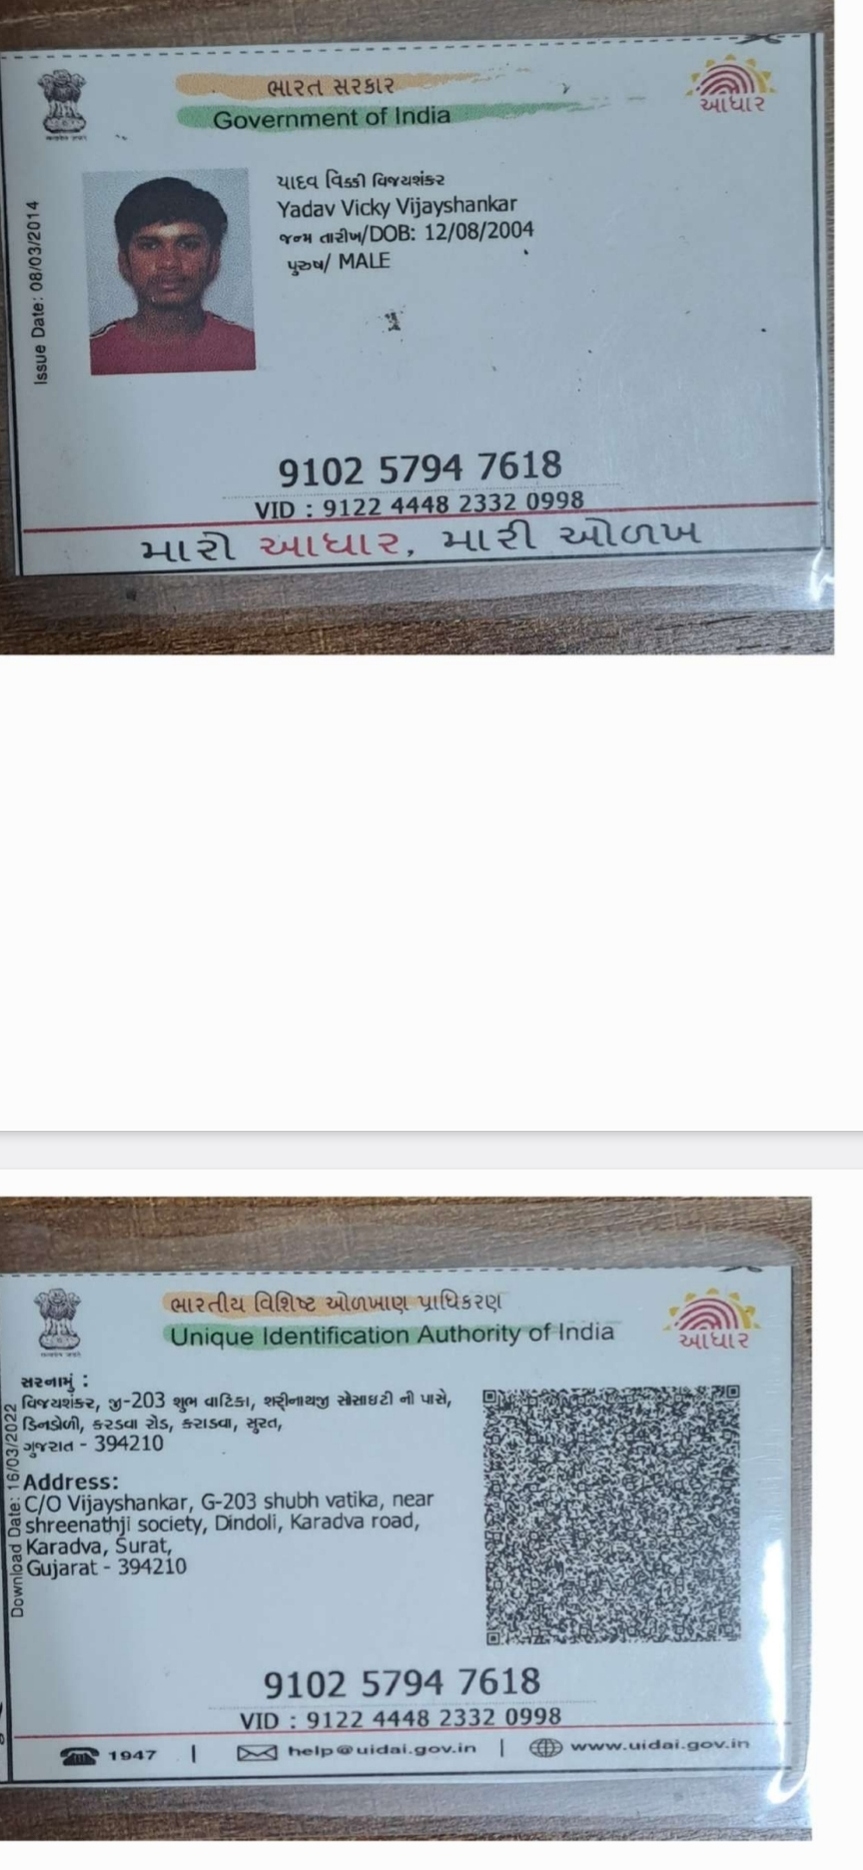 ભારત સરકાર
Government of India
આધાર
Issue Date: 08/03/2014
યાદવ વિક્કી વિજયશંકર
Yadav Vicky Vijayshankar
જન્મ તારીખ/DOB: 12/08/2004
પુરુષ/ MALE
9102 5794 7618
VID : 9122 4448 2332 0998
મારો આધાર, મારી ઓળખ
ભારતીય વિશિષ્ટ ઓળખાણ પ્રાધિકરણ
Unique Identification Authority of India
આધાર
Download Date: 16/03/2022
સરનામું :
વિજયશંકર, જી-203 શુભ વાટિકા, શરીનાથજી સોસાઇટી ની પાસે,
ડિનડોળી, કરડવા રોડ, કરાડવા, સુરત,
ગુજરાત - 394210
Address:
C/O Vijayshankar, G-203 shubh vatika, near
shreenathji society, Dindoli, Karadva road,
Karadva, Surat,
Gujarat - 394210
9102 5794 7618
VID : 9122 4448 2332 0998
1947 | help@uidai.gov.in | www.uidai.gov.in